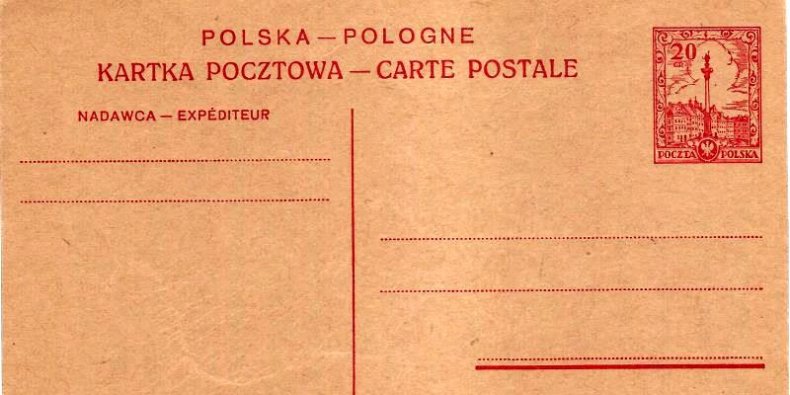 POLSKA — POLOGNE
KARTKA POCZTOWA — CARTE POSTALE
NADAWCA — EXPÉDITEUR
20
POCZTA POLSKA